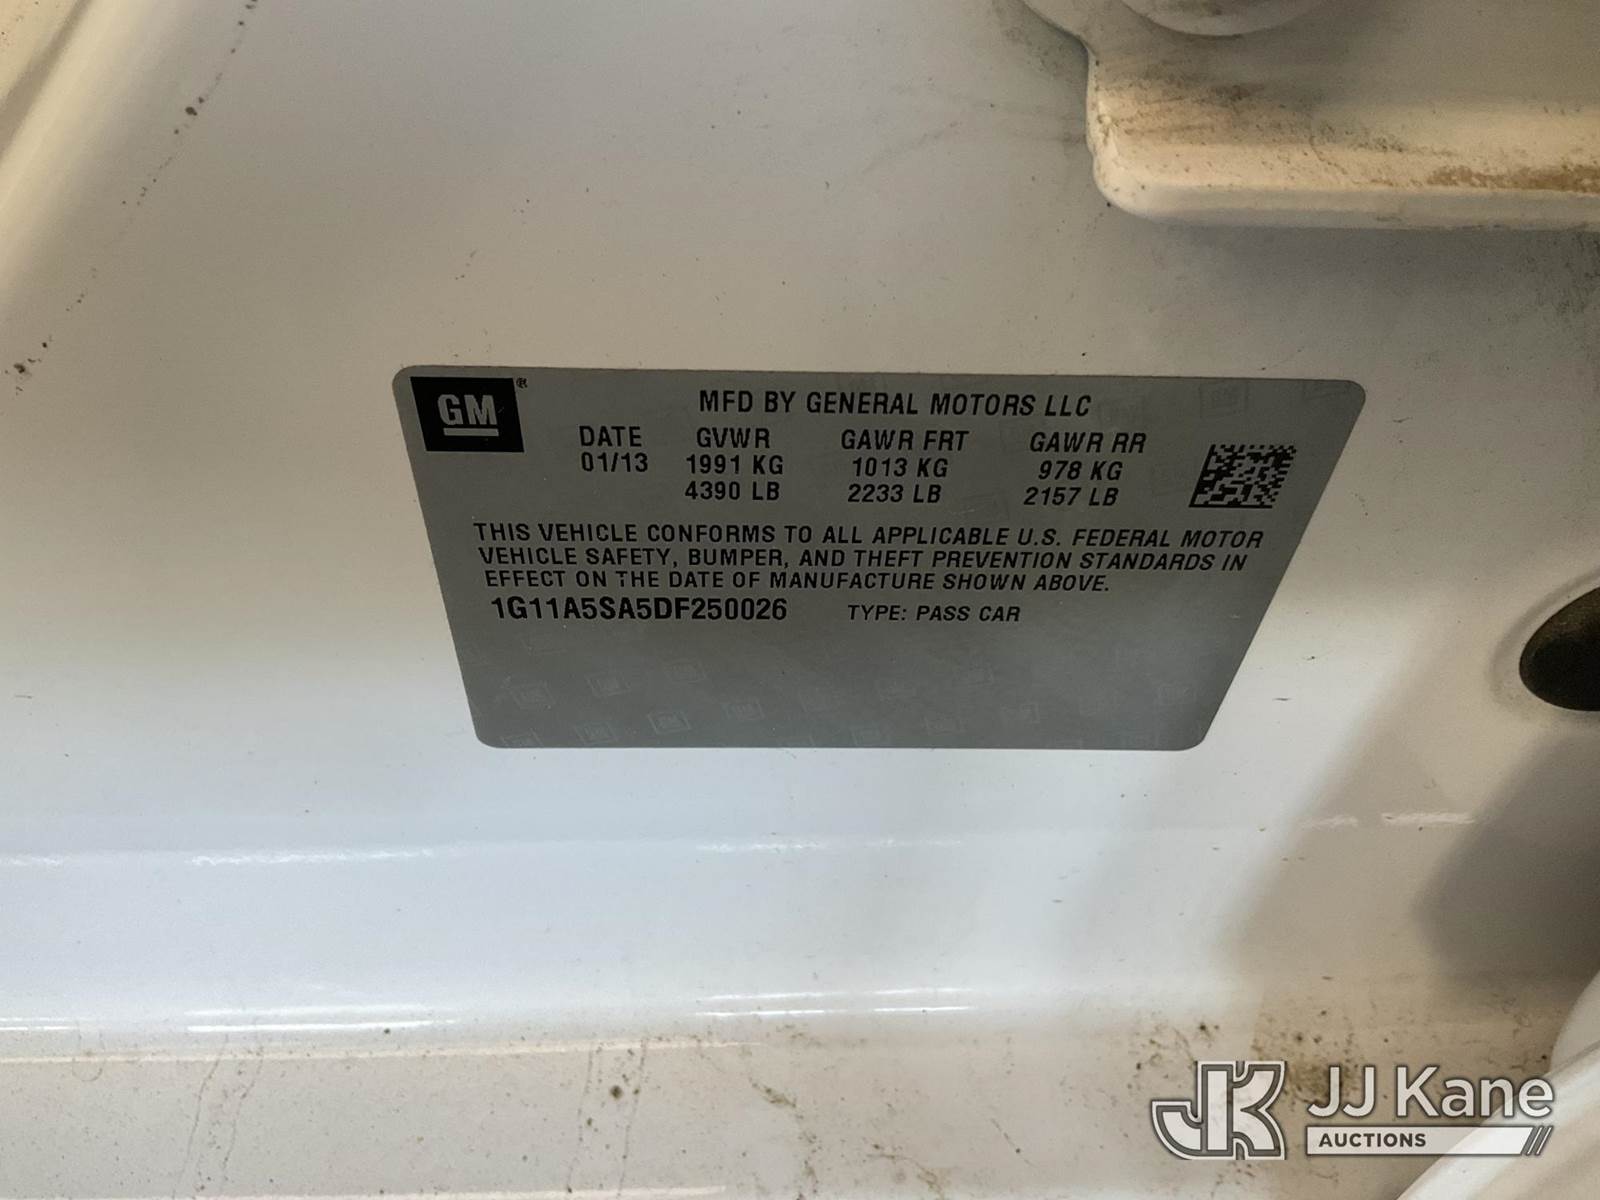 GM®
MFD BY GENERAL MOTORS LLC
DATE GVWR GAWR FRT GAWR RR
01/13 1991 KG 1013 KG 978 KG
4390 LB 2233 LB 2157 LB
THIS VEHICLE CONFORMS TO ALL APPLICABLE U.S. FEDERAL MOTOR
VEHICLE SAFETY, BUMPER, AND THEFT PREVENTION STANDARDS IN
EFFECT ON THE DATE OF MANUFACTURE SHOWN ABOVE.
1G11A5SA5DF250026 TYPE: PASS CAR
JK JJ Kane
AUCTIONS